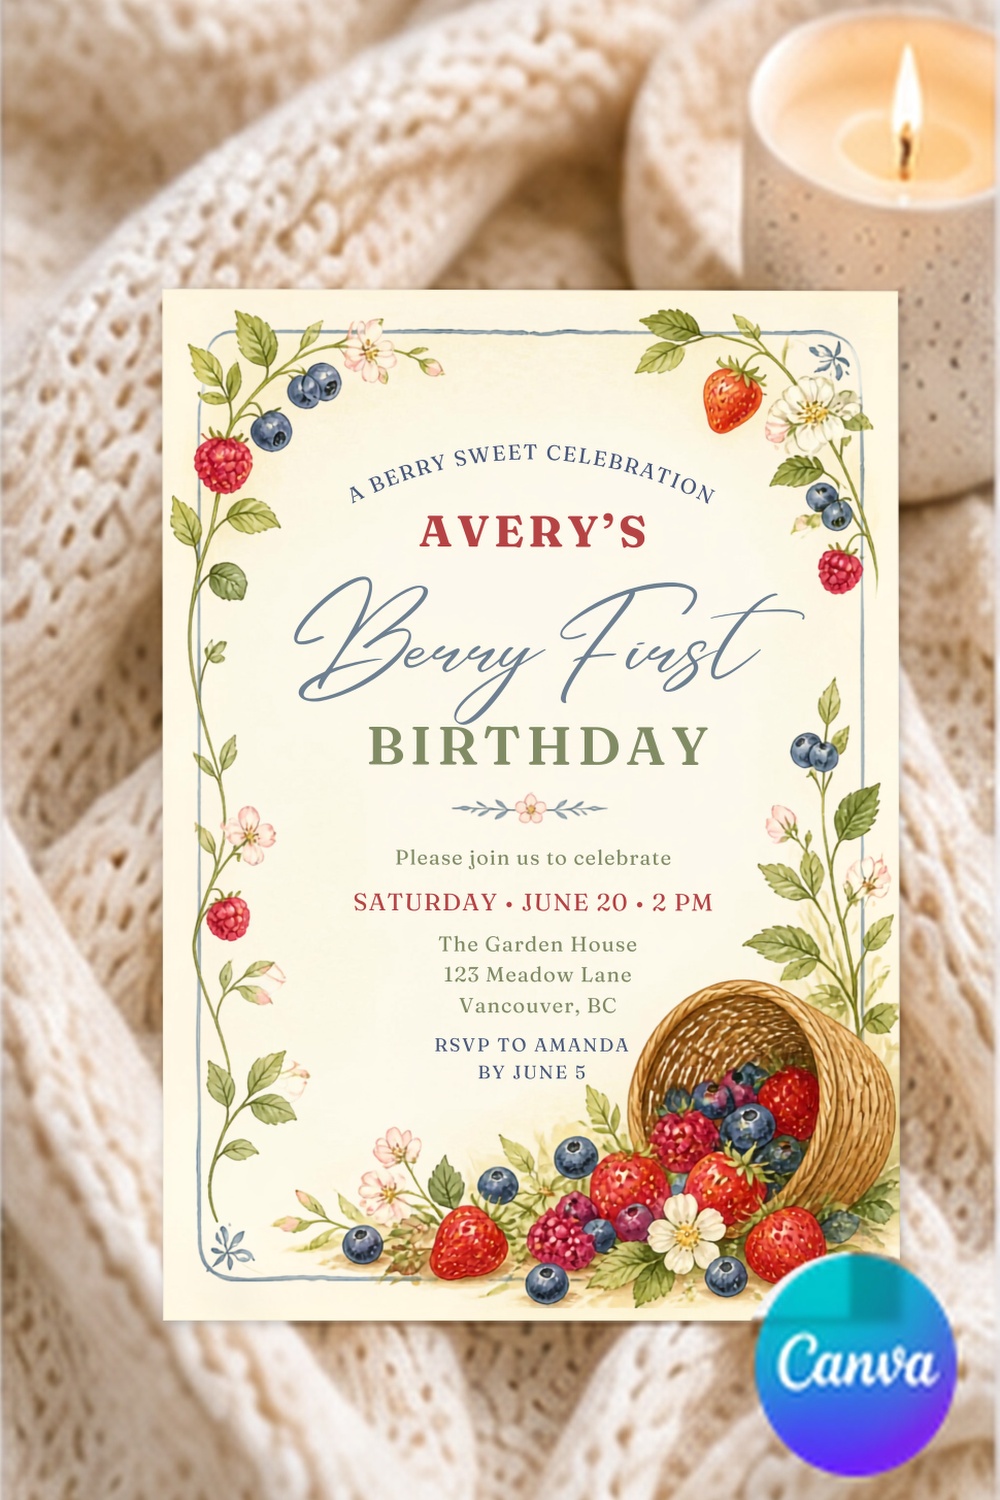 A BERRY SWEET CELEBRATION
AVERY'S
Berry First
BIRTHDAY
Please join us to celebrate
SATURDAY • JUNE 20 • 2 PM
The Garden House
123 Meadow Lane
Vancouver, BC
RSVP TO AMANDA
BY JUNE 5
Canva